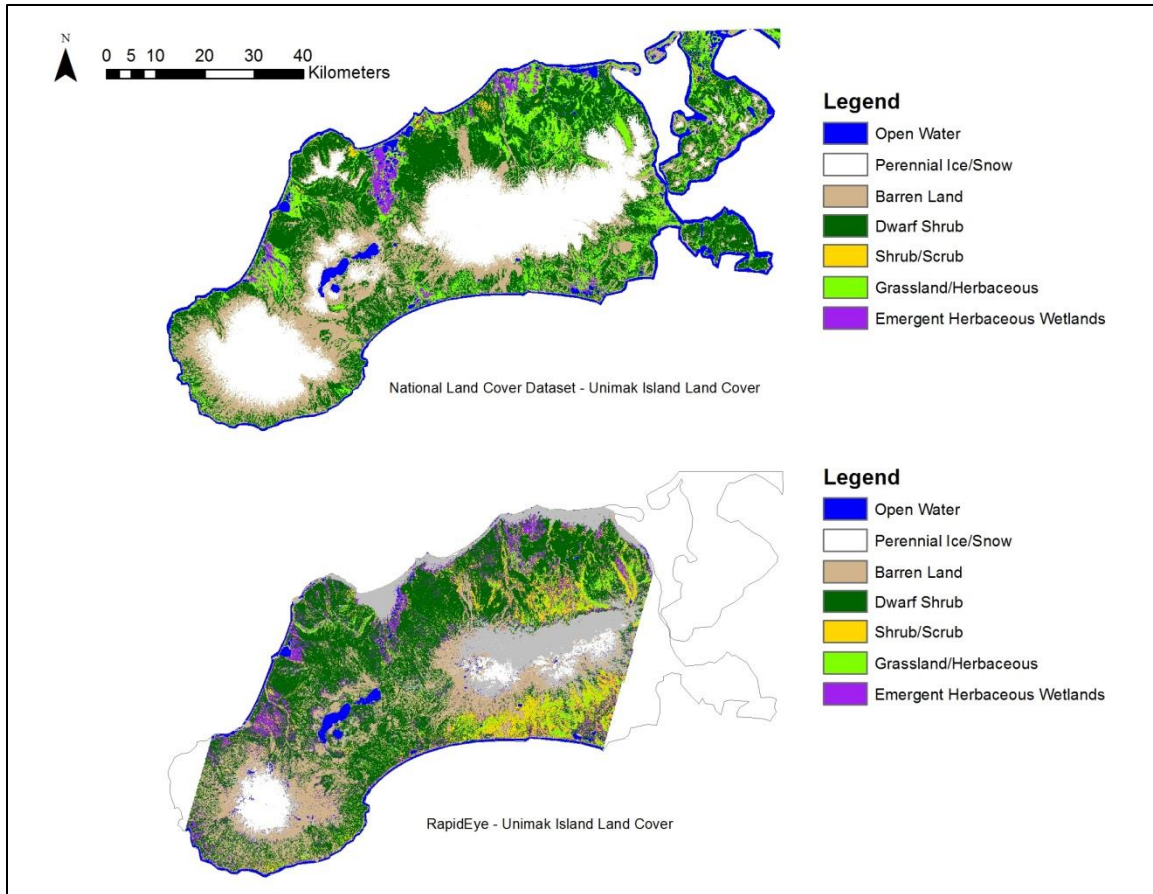 N
0 5 10 20 30 40
Kilometers
Legend
Open Water
Perennial Ice/Snow
Barren Land
Dwarf Shrub
Shrub/Scrub
Grassland/Herbaceous
Emergent Herbaceous Wetlands
National Land Cover Dataset - Unimak Island Land Cover
Legend
Open Water
Perennial Ice/Snow
Barren Land
Dwarf Shrub
Shrub/Scrub
Grassland/Herbaceous
Emergent Herbaceous Wetlands
RapidEye - Unimak Island Land Cover